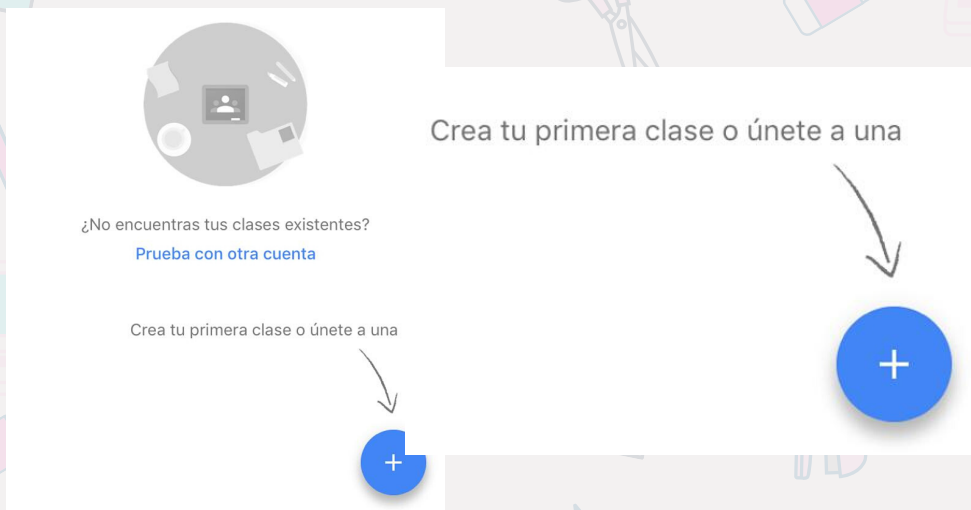 ¿No encuentras tus clases existentes?
Prueba con otra cuenta
Crea tu primera clase o únete a una
Crea tu primera clase o únete a una